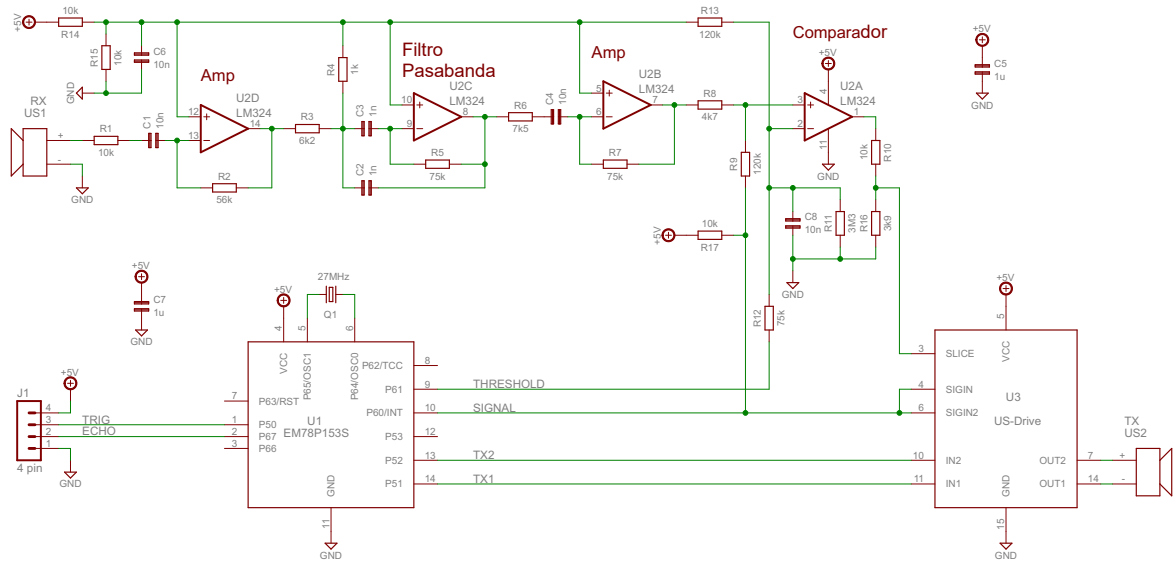 +5V
10k
R14
R15
10k
C6
10n
GND
RX
US1
+
-
GND
R1
10k
C1
10n
Amp
U2D
LM324
12
13
14
R2
56k
R3
6k2
R4
1k
C3
1n
C2
1n
Filtro
Pasabanda
U2C
LM324
10
9
8
R5
75k
R6
7k5
C4
10n
Amp
U2B
LM324
5
6
7
R7
75k
R8
4k7
R13
120k
R9
120k
+5V
10k
R17
Comparador
+5V
U2A
LM324
4
3
2
1
11
GND
10k
R10
C8
10n
R11
3M3
R16
3k9
GND
R12
75k
+5V
C5
1u
GND
+5V
C7
1u
GND
+5V
27MHz
Q1
4
5
6
VCC
P65/OSC1
P64/OSC0
7
P63/RST
1
P50
2
P67
3
P66
U1
EM78P153S
P62/TCC
8
P61
9
THRESHOLD
P60/INT
10
SIGNAL
P53
12
P52
13
TX2
P51
14
TX1
GND
11
GND
J1
+5V
4
3
2
1
TRIG
ECHO
4 pin
GND
+5V
5
VCC
3
SLICE
4
SIGIN
6
SIGIN2
U3
US-Drive
10
IN2
11
IN1
OUT2
7
OUT1
14
GND
15
GND
TX
US2
+
-